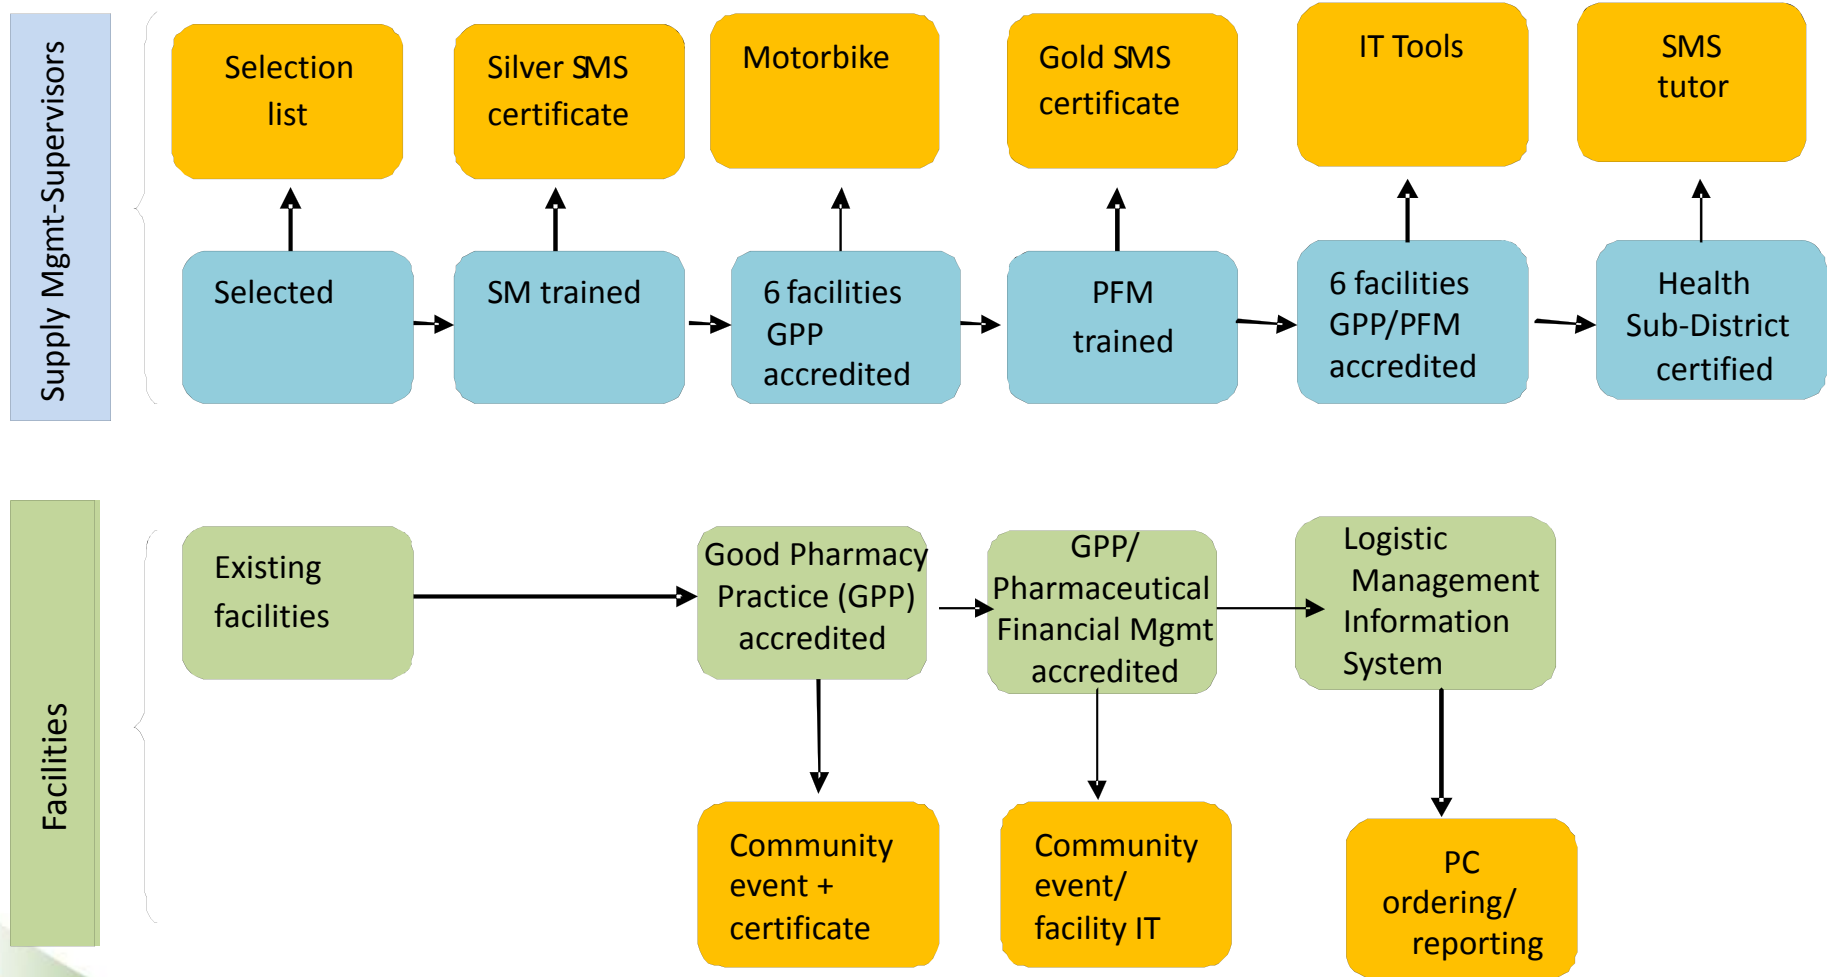 Supply Mgmt-Supervisors
Selection
list
Silver SMS
certificate
Motorbike
Gold SMS
certificate
IT Tools
SMS
tutor
Selected
SM trained
6 facilities
GPP
accredited
PFM
trained
6 facilities
GPP/PFM
accredited
Health
Sub-District
certified
Facilities
Existing
facilities
Good Pharmacy
Practice (GPP)
accredited
GPP/
Pharmaceutical
Financial Mgmt
accredited
Logistic
Management
Information
System
Community
event +
certificate
Community
event/
facility IT
PC
ordering/
reporting